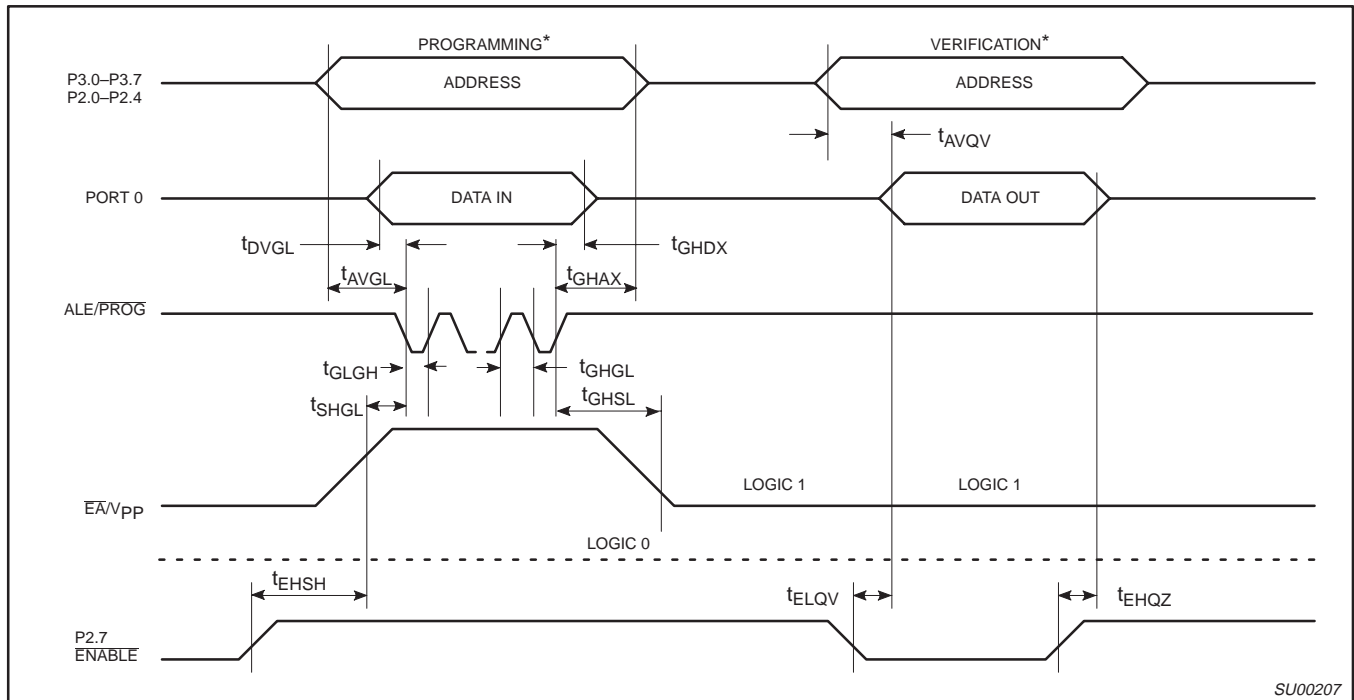 PROGRAMMING*
VERIFICATION*
P3.0–P3.7
P2.0–P2.4
ADDRESS
ADDRESS
tAVQV
PORT 0
DATA IN
DATA OUT
tDVGL
tGHDX
tAVGL
tGHAX
ALE/PROG
tGLGH
tGHGL
tSHGL
tGHSL
LOGIC 1
LOGIC 1
EA/VPP
LOGIC 0
tEHSH
tELQV
tEHQZ
P2.7
ENABLE
SU00207